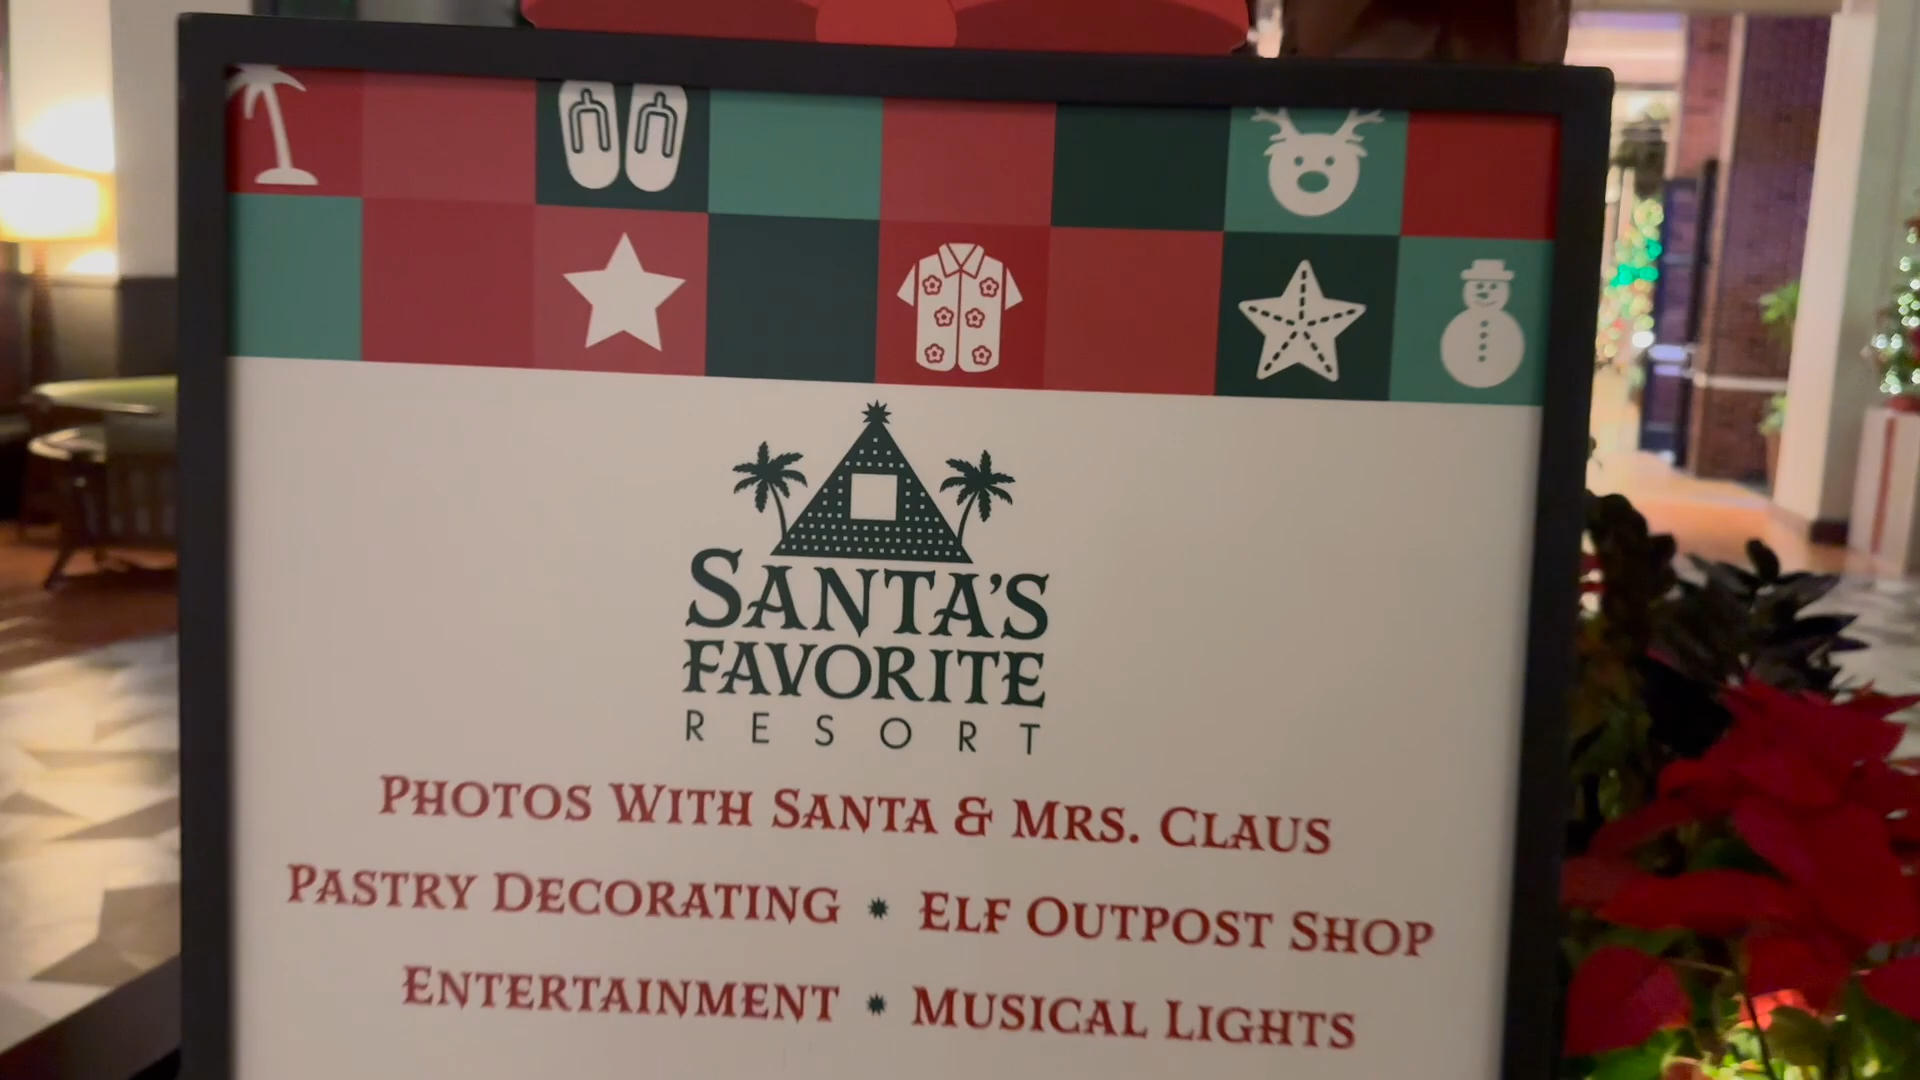 SANTA'S
FAVORITE
RESORT
PHOTOS WITH SANTA & MRS. CLAUS
PASTRY DECORATING * ELF OUTPOST SHOP
ENTERTAINMENT * MUSICAL LIGHTS